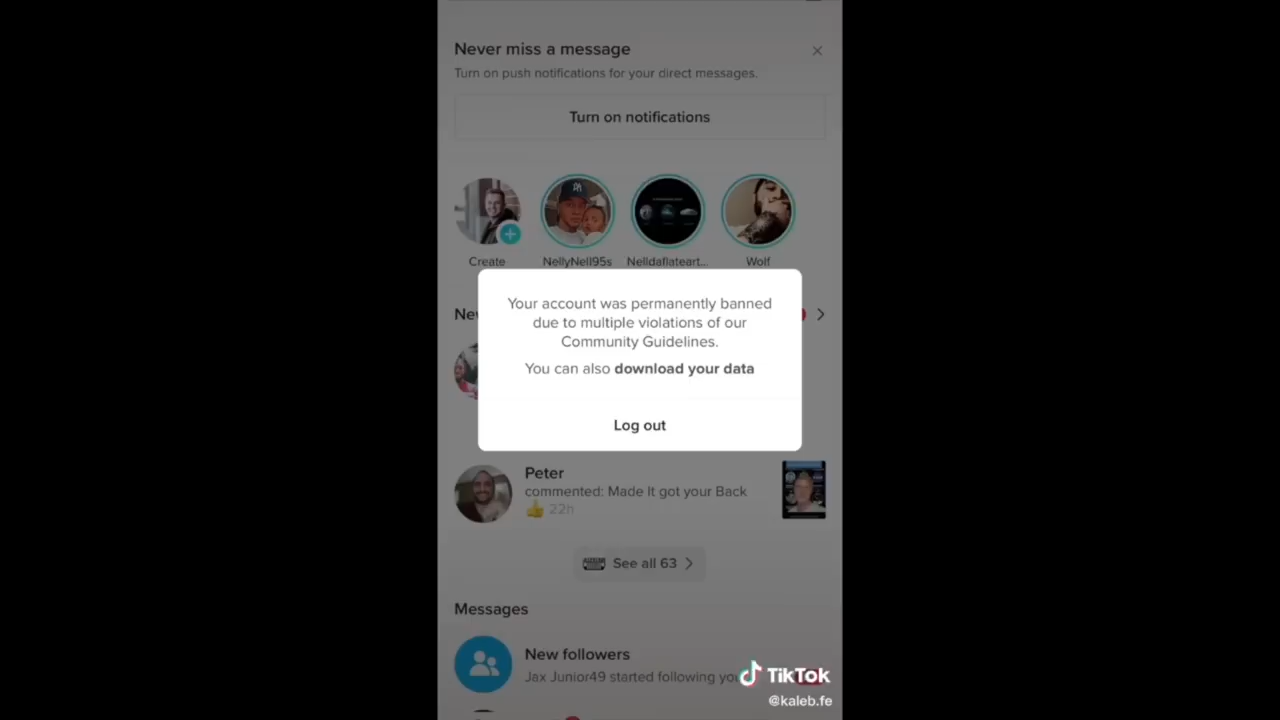 Never miss a message
Turn on push notifications for your direct messages.
Turn on notifications
Create
NellyNell95s
Nelldaflateart...
Wolf
Your account was permanently banned
due to multiple violations of our
Community Guidelines.
You can also download your data
Log out
Peter
commented: Made It got your Back
👍 22h
See all 63 >
Messages
New followers
Jax Junior49 started following
TikTok
@kaleb.fe